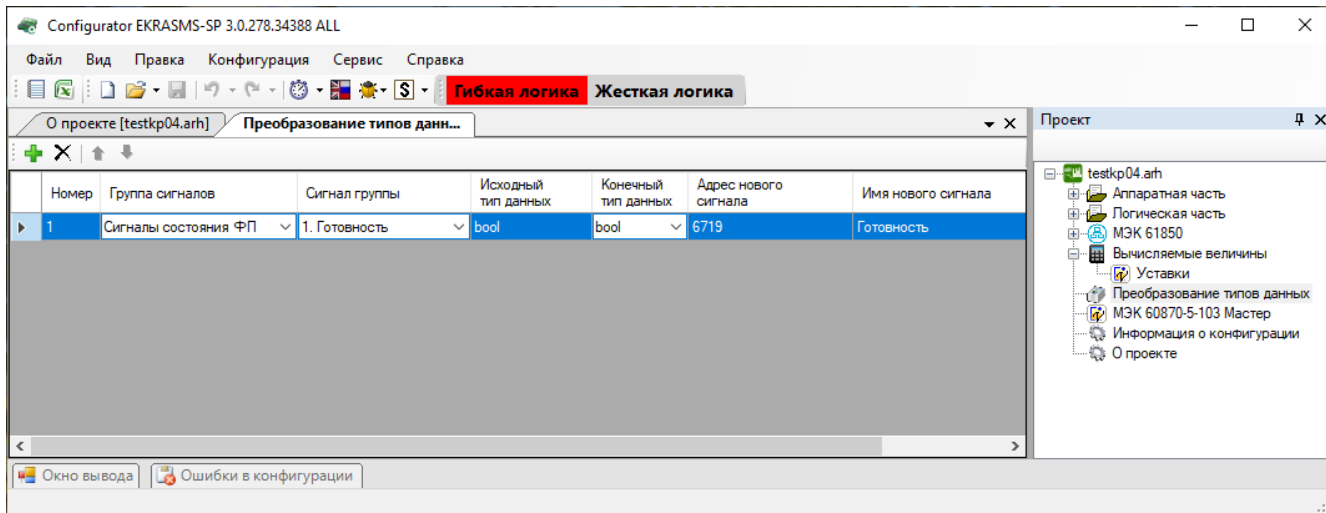 Configurator EKRASMS-SP 3.0.278.34388 ALL
Файл Вид Правка Конфигурация Сервис Справка
S Гибкая логика Жесткая логика
О проекте [testkp04.arh] Преобразование типов данн...
Номер Группа сигналов Сигнал группы Исходный тип данных Конечный тип данных Адрес нового сигнала Имя нового сигнала
1 Сигналы состояния ФП 1. Готовность bool bool 6719 Готовность
Проект
testkp04.arh
Аппаратная часть
Логическая часть
МЭК 61850
Вычисляемые величины
Уставки
Преобразование типов данных
МЭК 60870-5-103 Мастер
Информация о конфигурации
О проекте
Окно вывода Ошибки в конфигурации